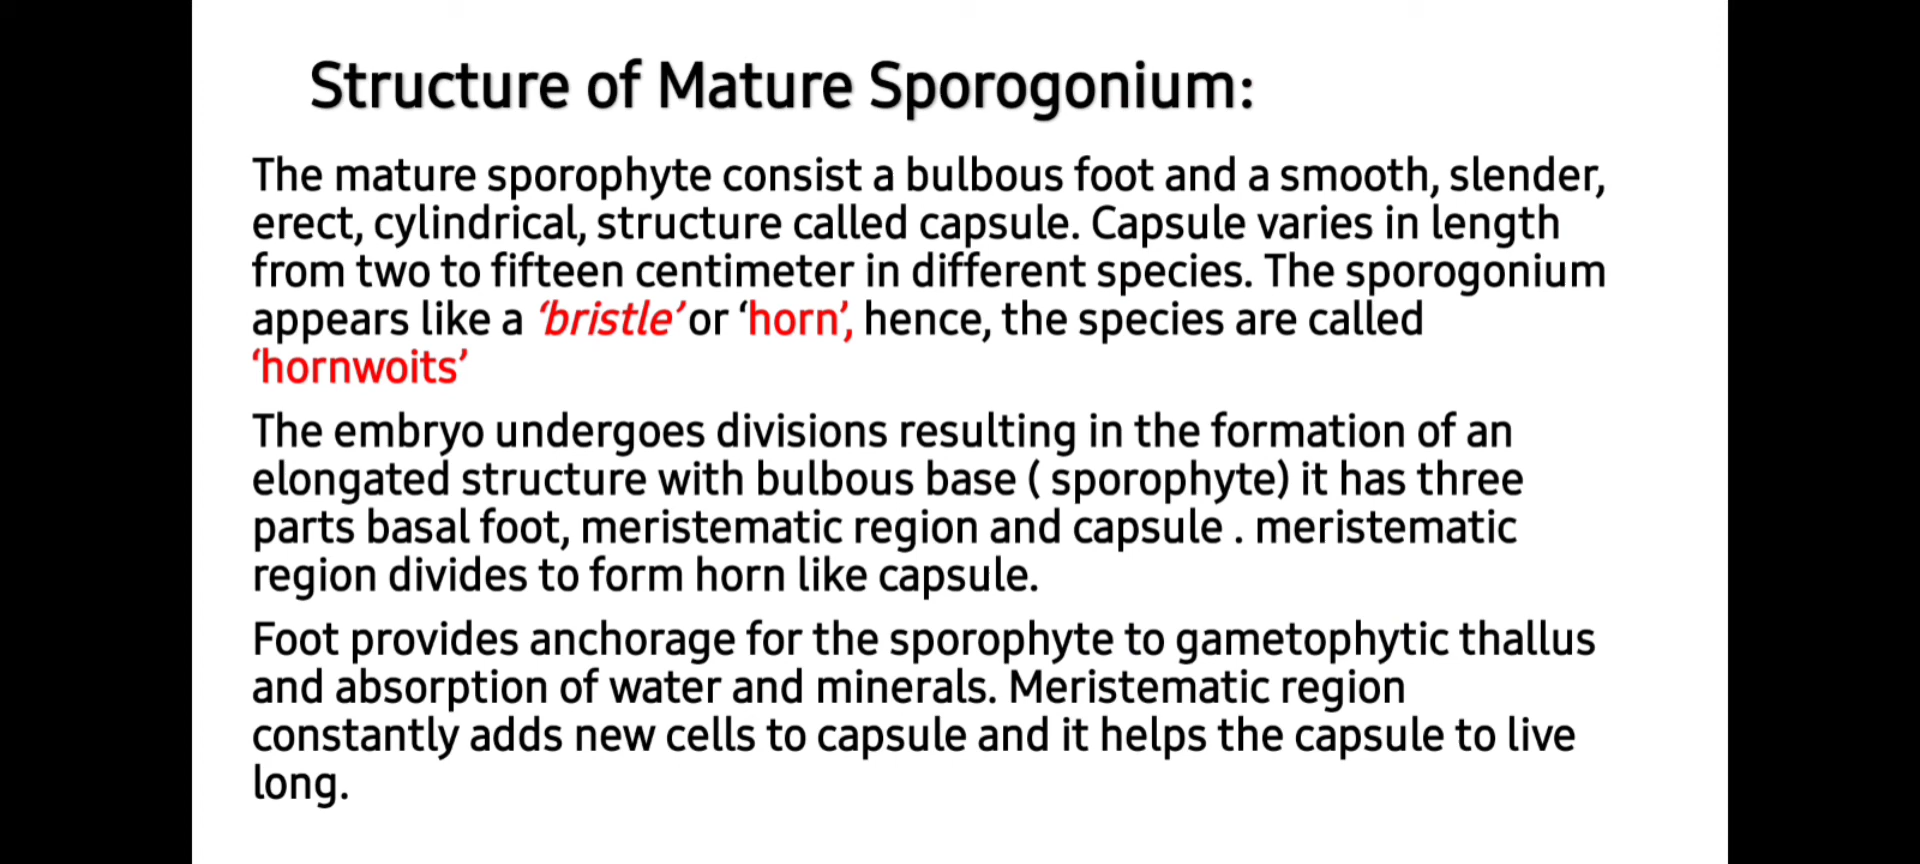 Structure of Mature Sporogonium:
The mature sporophyte consist a bulbous foot and a smooth, slender,
erect, cylindrical, structure called capsule. Capsule varies in length
from two to fifteen centimeter in different species. The sporogonium
appears like a ‘bristle’ or ‘horn’, hence, the species are called
‘hornwoits’
The embryo undergoes divisions resulting in the formation of an
elongated structure with bulbous base ( sporophyte) it has three
parts basal foot, meristematic region and capsule . meristematic
region divides to form horn like capsule.
Foot provides anchorage for the sporophyte to gametophytic thallus
and absorption of water and minerals. Meristematic region
constantly adds new cells to capsule and it helps the capsule to live
long.